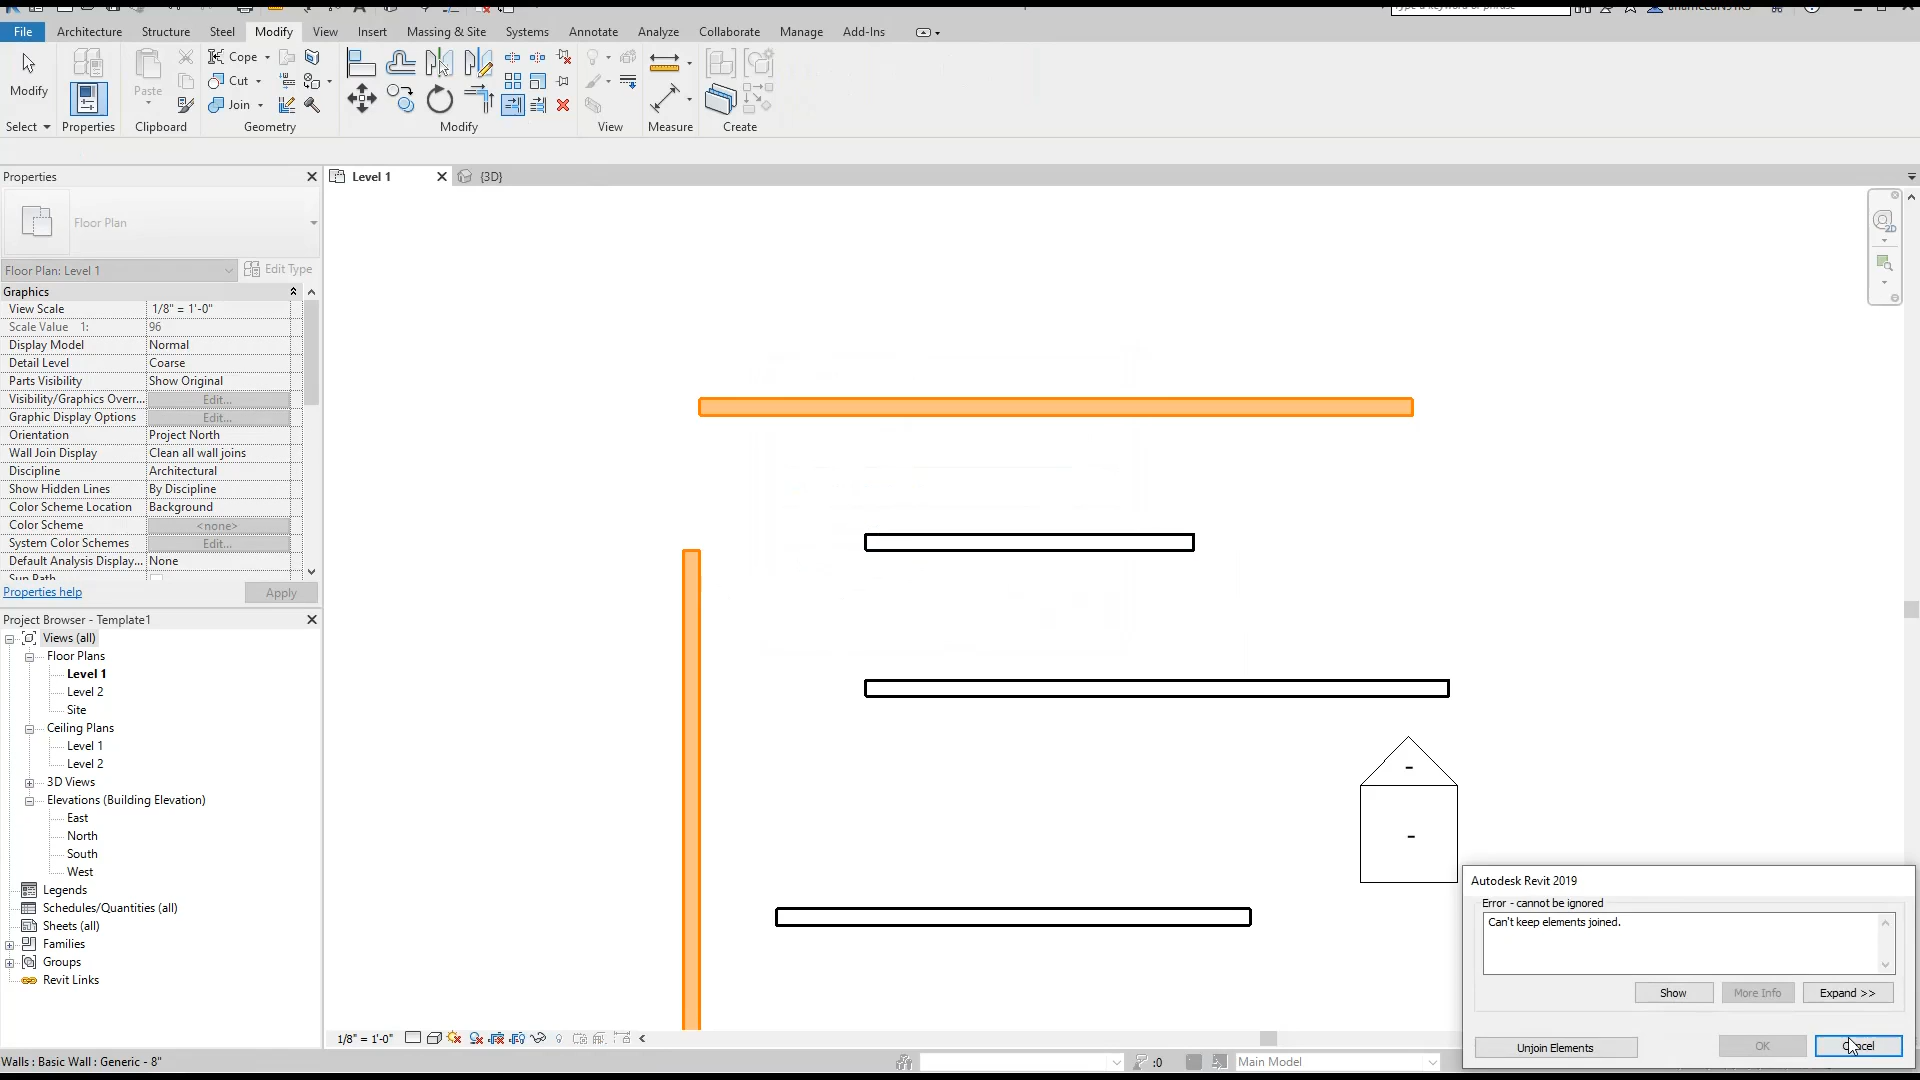 File Architecture Structure Steel Modify View Insert Massing & Site Systems Annotate Analyze Collaborate Manage Add-Ins
Modify
Paste
Cope
Cut
Join
Select Properties Clipboard Geometry Modify View Measure Create
Properties
Level 1
{3D}
2D
Floor Plan
Floor Plan: Level 1
Edit Type
Graphics
View Scale 1/8" = 1'-0"
Scale Value 1: 96
Display Model Normal
Detail Level Coarse
Parts Visibility Show Original
Visibility/Graphics Overr... Edit...
Graphic Display Options Edit...
Orientation Project North
Wall Join Display Clean all wall joins
Discipline Architectural
Show Hidden Lines By Discipline
Color Scheme Location Background
Color Scheme <none>
System Color Schemes Edit...
Default Analysis Display... None
Sun Path
Properties help
Apply
Project Browser - Template1
Views (all)
Floor Plans
Level 1
Level 2
Site
Ceiling Plans
Level 1
Level 2
3D Views
Elevations (Building Elevation)
East
North
South
West
Legends
Schedules/Quantities (all)
Sheets (all)
Families
Groups
Revit Links
-
-
Autodesk Revit 2019
Error - cannot be ignored
Can't keep elements joined.
Show
More Info
Expand >>
Unjoin Elements
OK
Cancel
1/8" = 1'-0"
Walls : Basic Wall : Generic - 8"
:0
Main Model